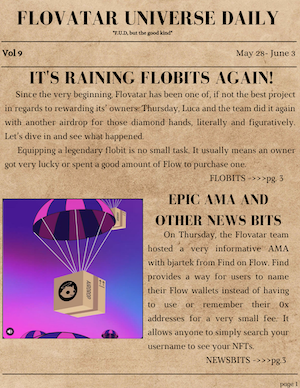 FLOVATAR UNIVERSE DAILY
"F.U.D, but the good kind"
Vol 9
May 28- June 3
IT'S RAINING FLOBITS AGAIN!
Since the very beginning, Flovatar has been one of, if not the best project
in regards to rewarding its' owners. Thursday, Luca and the team did it again
with another airdrop for those diamond hands, literally and figuratively.
Let's dive in and see what happened.
Equipping a legendary flobit is no small task. It usually means an owner
got very lucky or spent a good amount of Flow to purchase one.
FLOBITS ->>>pg. 3
EPIC AMA AND
OTHER NEWS BITS
On Thursday, the Flovatar team
hosted a very informative AMA
with bjartek from Find on Flow. Find
provides a way for users to name
their Flow wallets instead of having
to use or remember their 0x
addresses for a very small fee. It
allows anyone to simply search your
username to see your NFTs.
NEWSBITS ->>>pg.3
page 1